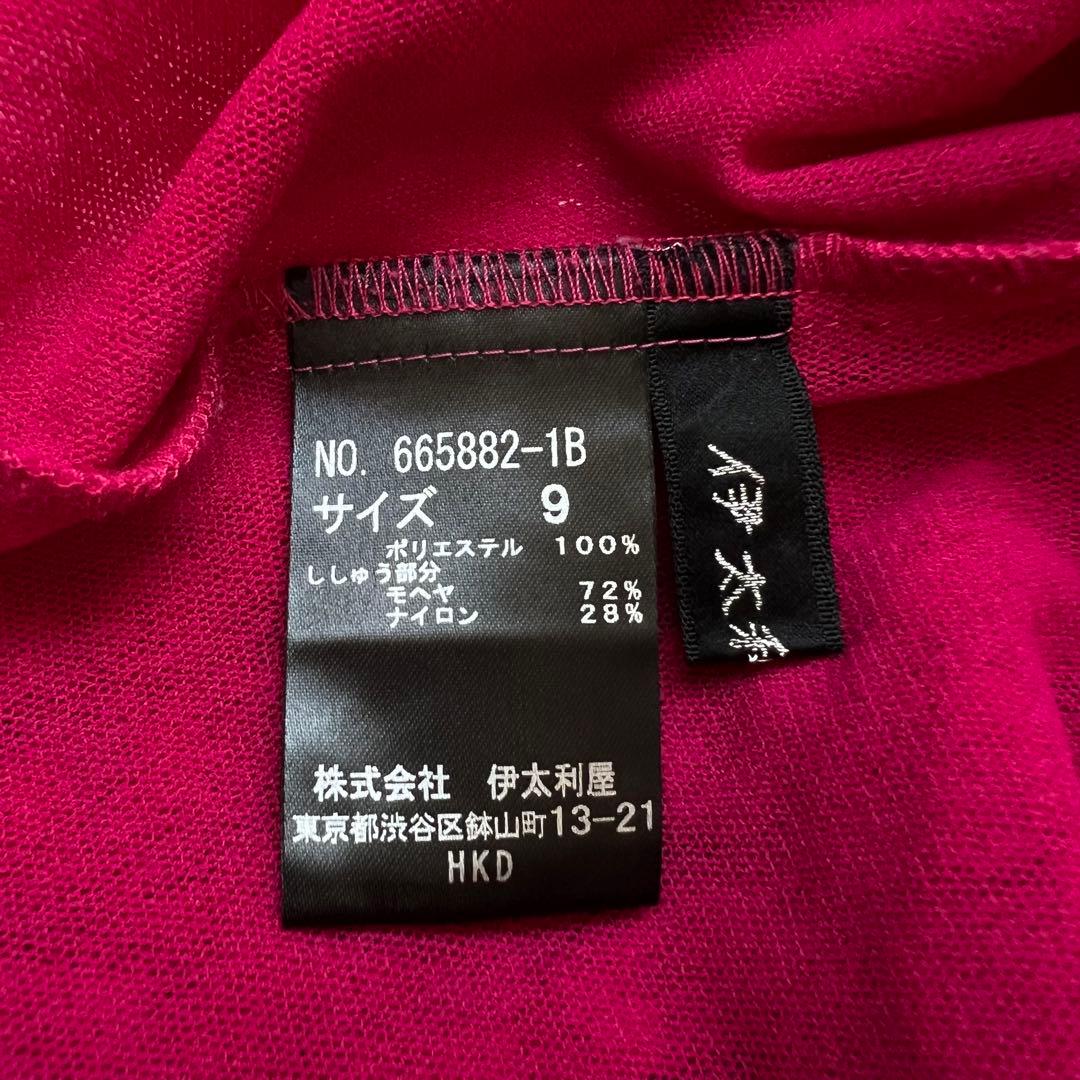 NO. 665882-1B
サイズ 9
ポリエステル 100%
ししゅう部分
モヘヤ 72%
ナイロン 28%
株式会社 伊太利屋
東京都渋谷区鉢山町13-21
HKD
伊太利